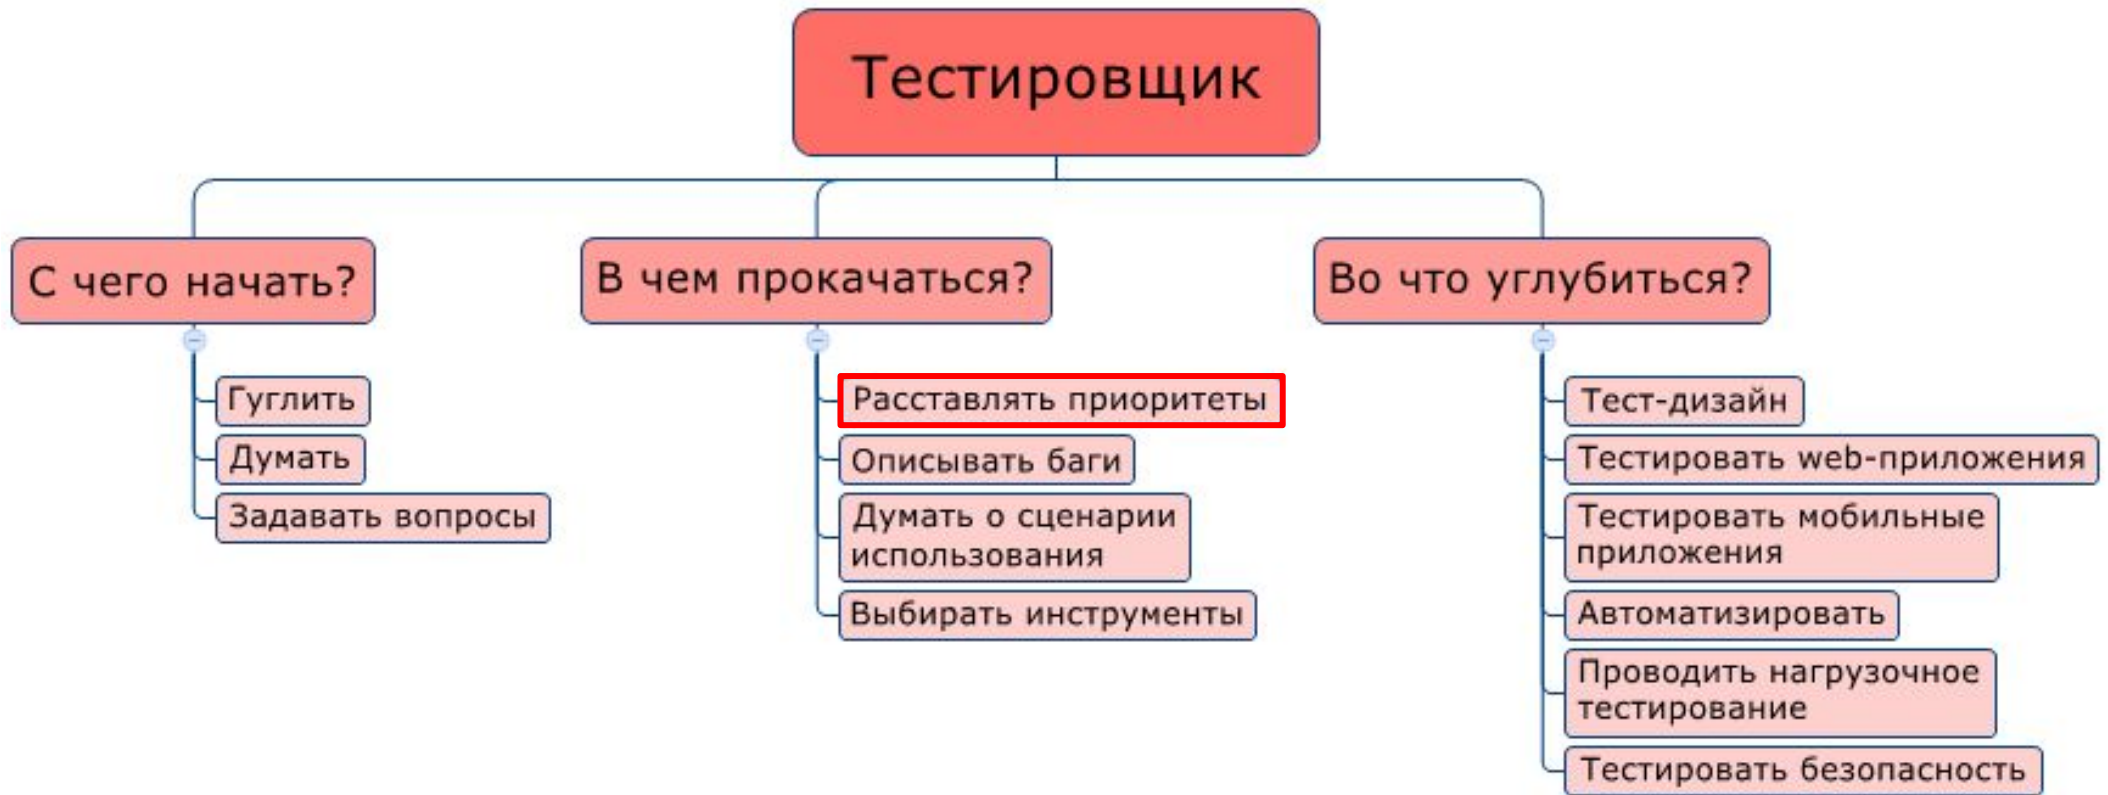 Тестировщик
С чего начать?
Гуглить
Думать
Задавать вопросы
В чем прокачаться?
Расставлять приоритеты
Описывать баги
Думать о сценарии
использования
Выбирать инструменты
Во что углубиться?
Тест-дизайн
Тестировать web-приложения
Тестировать мобильные
приложения
Автоматизировать
Проводить нагрузочное
тестирование
Тестировать безопасность